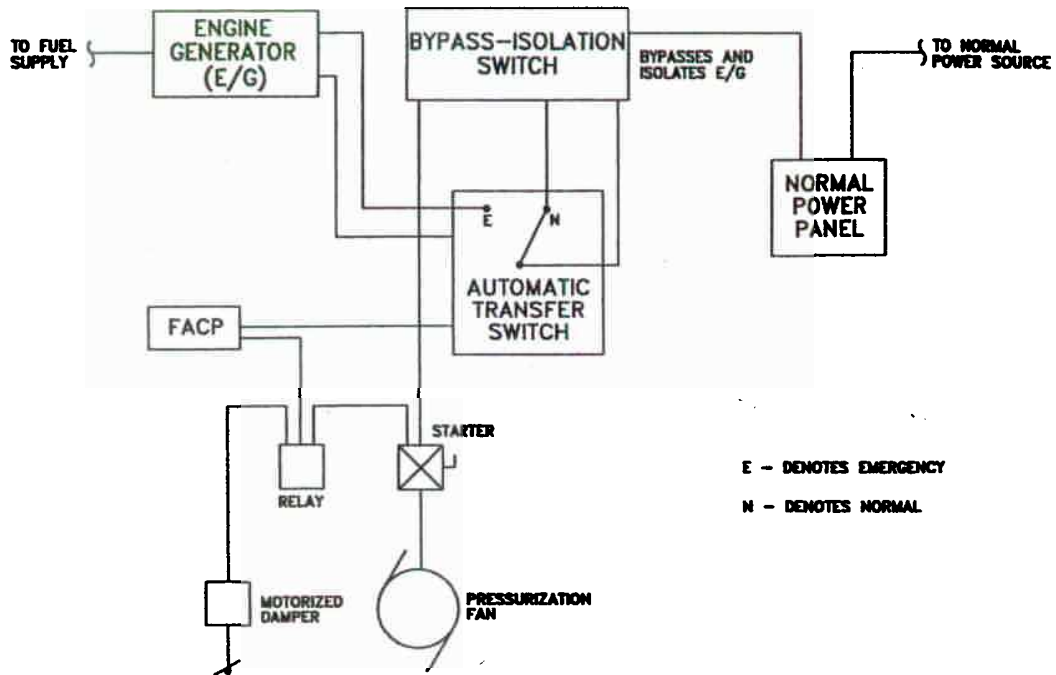 TO FUEL
SUPPLY
ENGINE
GENERATOR
(E/G)
BYPASS-ISOLATION
SWITCH
BYPASSES AND
ISOLATES E/G
TO NORMAL
POWER SOURCE
NORMAL
POWER
PANEL
E
N
AUTOMATIC
TRANSFER
SWITCH
FACP
STARTER
RELAY
E - DENOTES EMERGENCY
N - DENOTES NORMAL
MOTORIZED
DAMPER
PRESSURIZATION
FAN